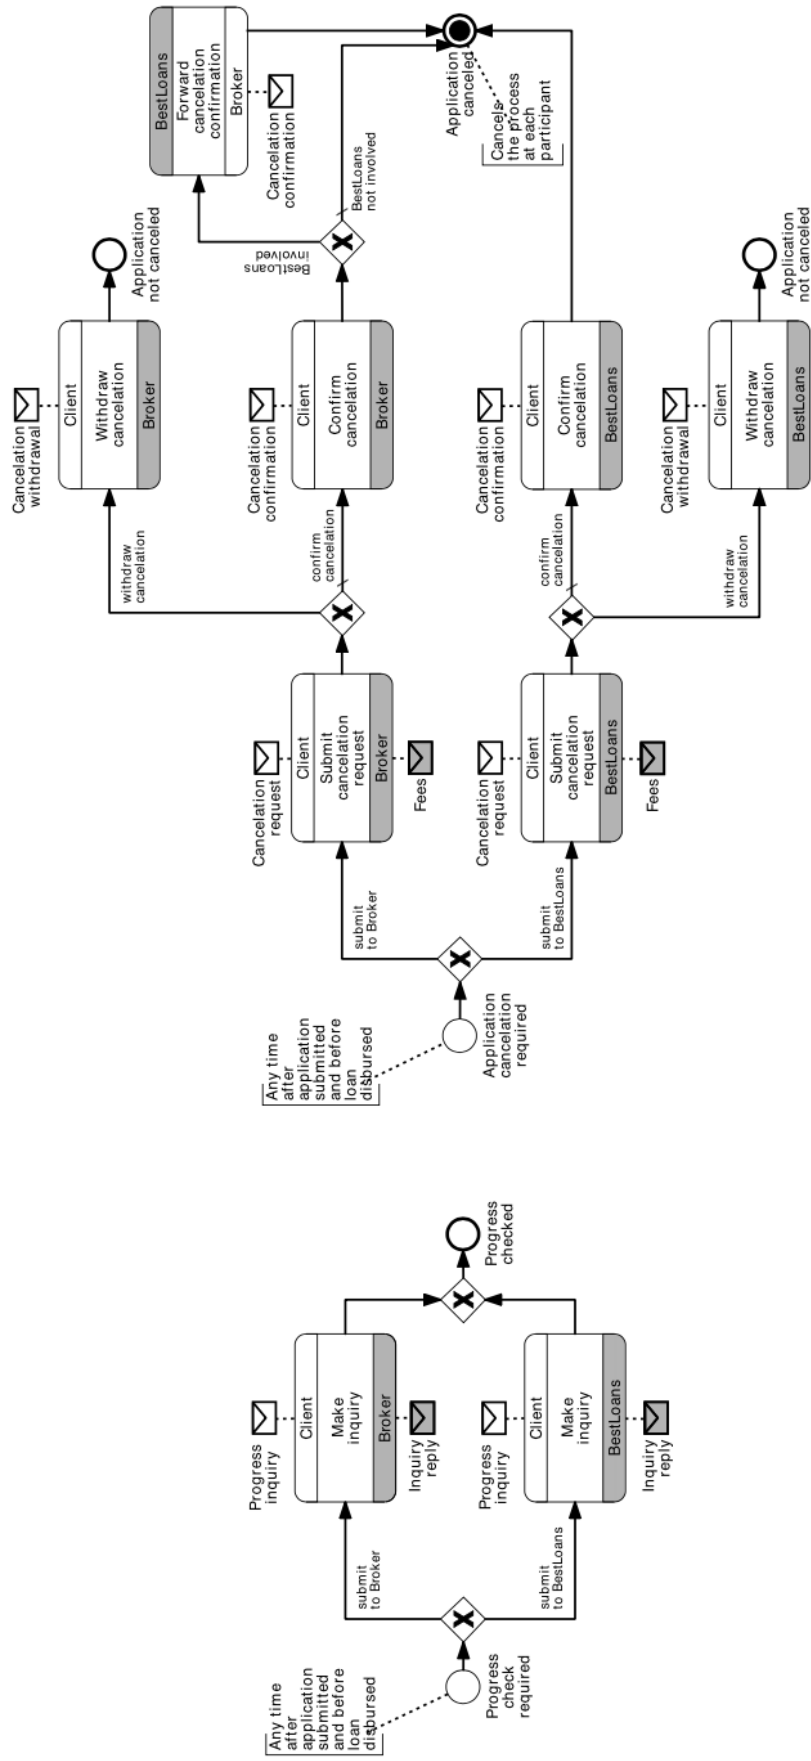 Any time
after
application
submitted
and before
loan
disbursed
Progress
check
required
submit
to Broker
submit
to BestLoans
Progress
inquiry
Client
Make
inquiry
Broker
Inquiry
reply
Progress
inquiry
Client
Make
inquiry
BestLoans
Inquiry
reply
Progress
checked
Any time
after
application
submitted
and before
loan
disbursed
Application
cancelation
required
submit
to Broker
submit
to BestLoans
Cancelation
request
Client
Submit
cancelation
request
Broker
Fees
Cancelation
request
Client
Submit
cancelation
request
BestLoans
Fees
withdraw
cancelation
confirm
cancelation
confirm
cancelation
withdraw
cancelation
Cancelation
withdrawal
Client
Withdraw
cancelation
Broker
Application
not canceled
Cancelation
confirmation
Client
Confirm
cancelation
Broker
BestLoans
involved
BestLoans
not involved
BestLoans
Forward
cancelation
confirmation
Broker
Cancelation
confirmation
Application
canceled
Cancels
the process
at each
participant
Cancelation
confirmation
Client
Confirm
cancelation
BestLoans
Cancelation
withdrawal
Client
Withdraw
cancelation
BestLoans
Application
not canceled